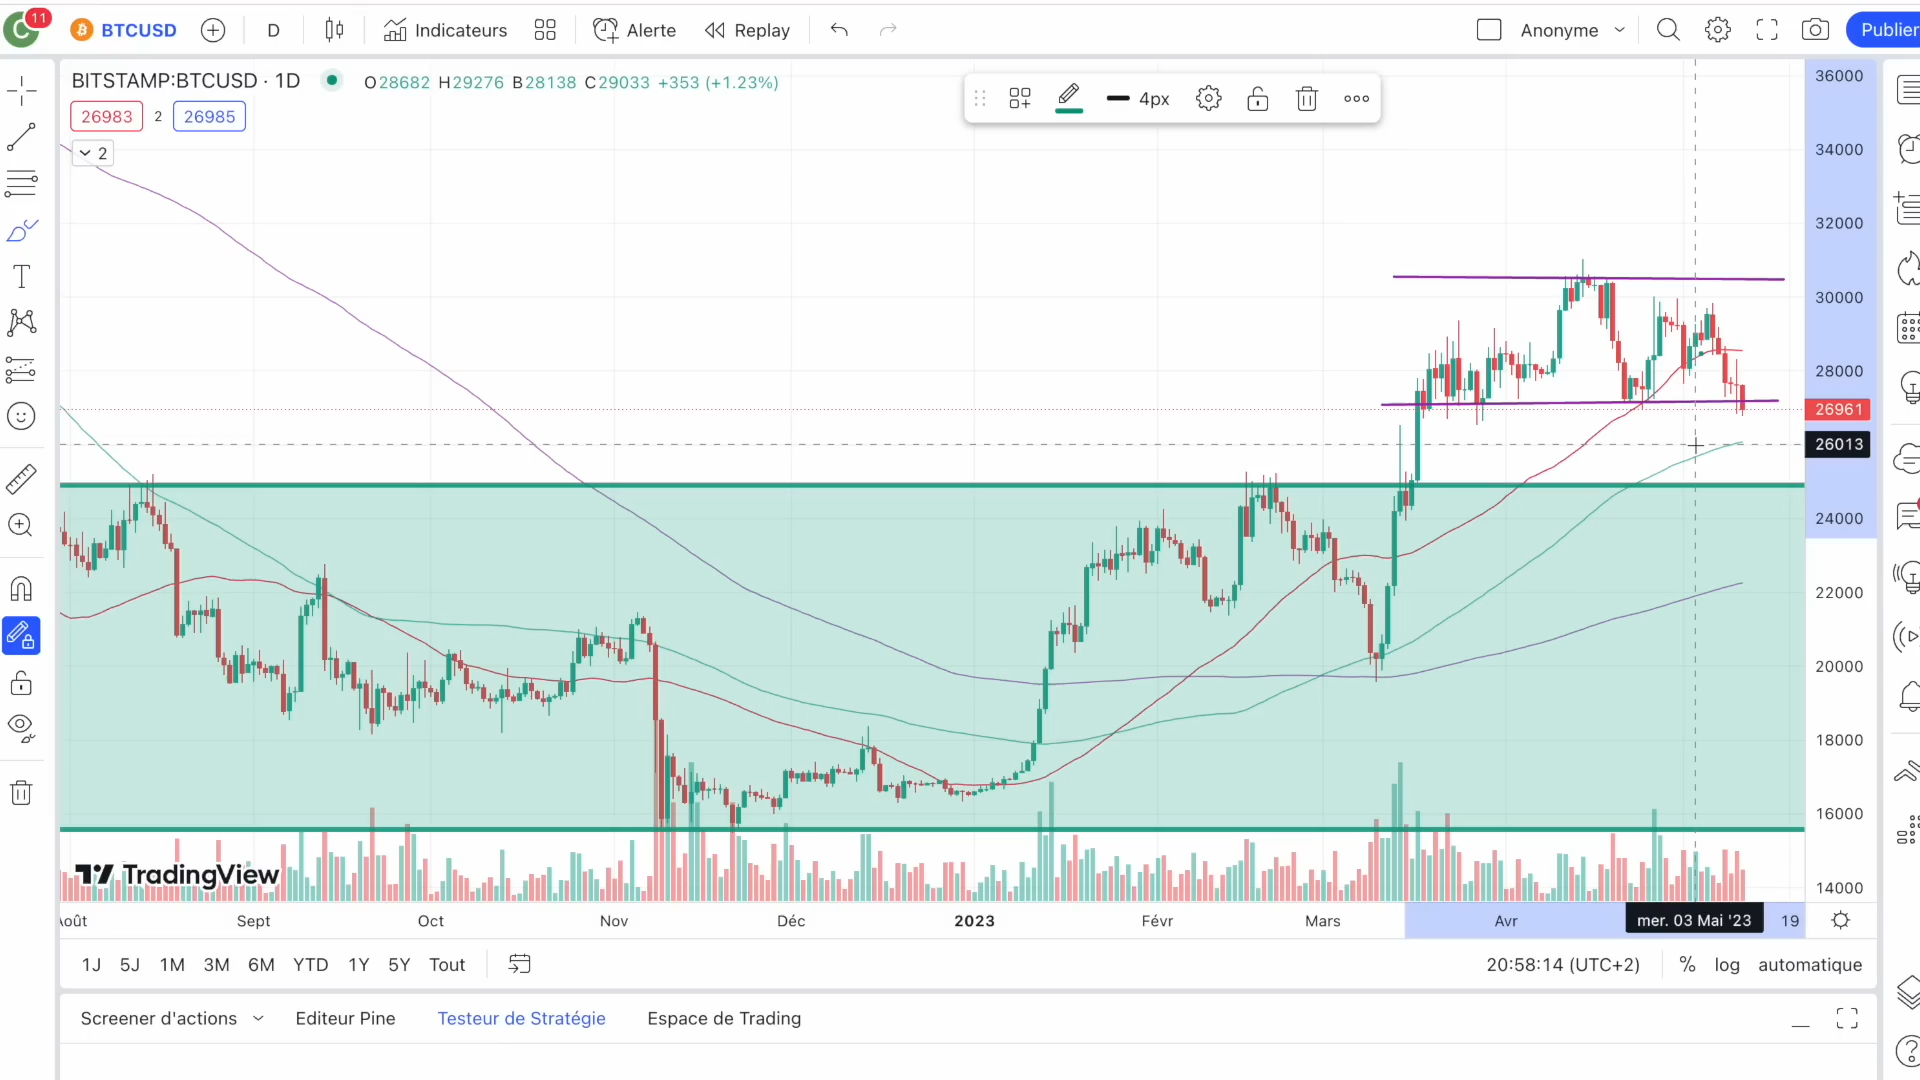 C 11 BTCUSD D Indicateurs Alerte Replay Anonyme Publier
BITSTAMP:BTCUSD · 1D O28682 H29276 B28138 C29033 +353 (+1.23%)
26983 2 26985
2
4px
36000
34000
32000
30000
28000
26961
26013
24000
22000
20000
18000
16000
14000
TradingView
Août Sept Oct Nov Déc 2023 Févr Mars Avr mer. 03 Mai '23 19
1J 5J 1M 3M 6M YTD 1Y 5Y Tout 20:58:14 (UTC+2) % log automatique
Screener d'actions Editeur Pine Testeur de Stratégie Espace de Trading